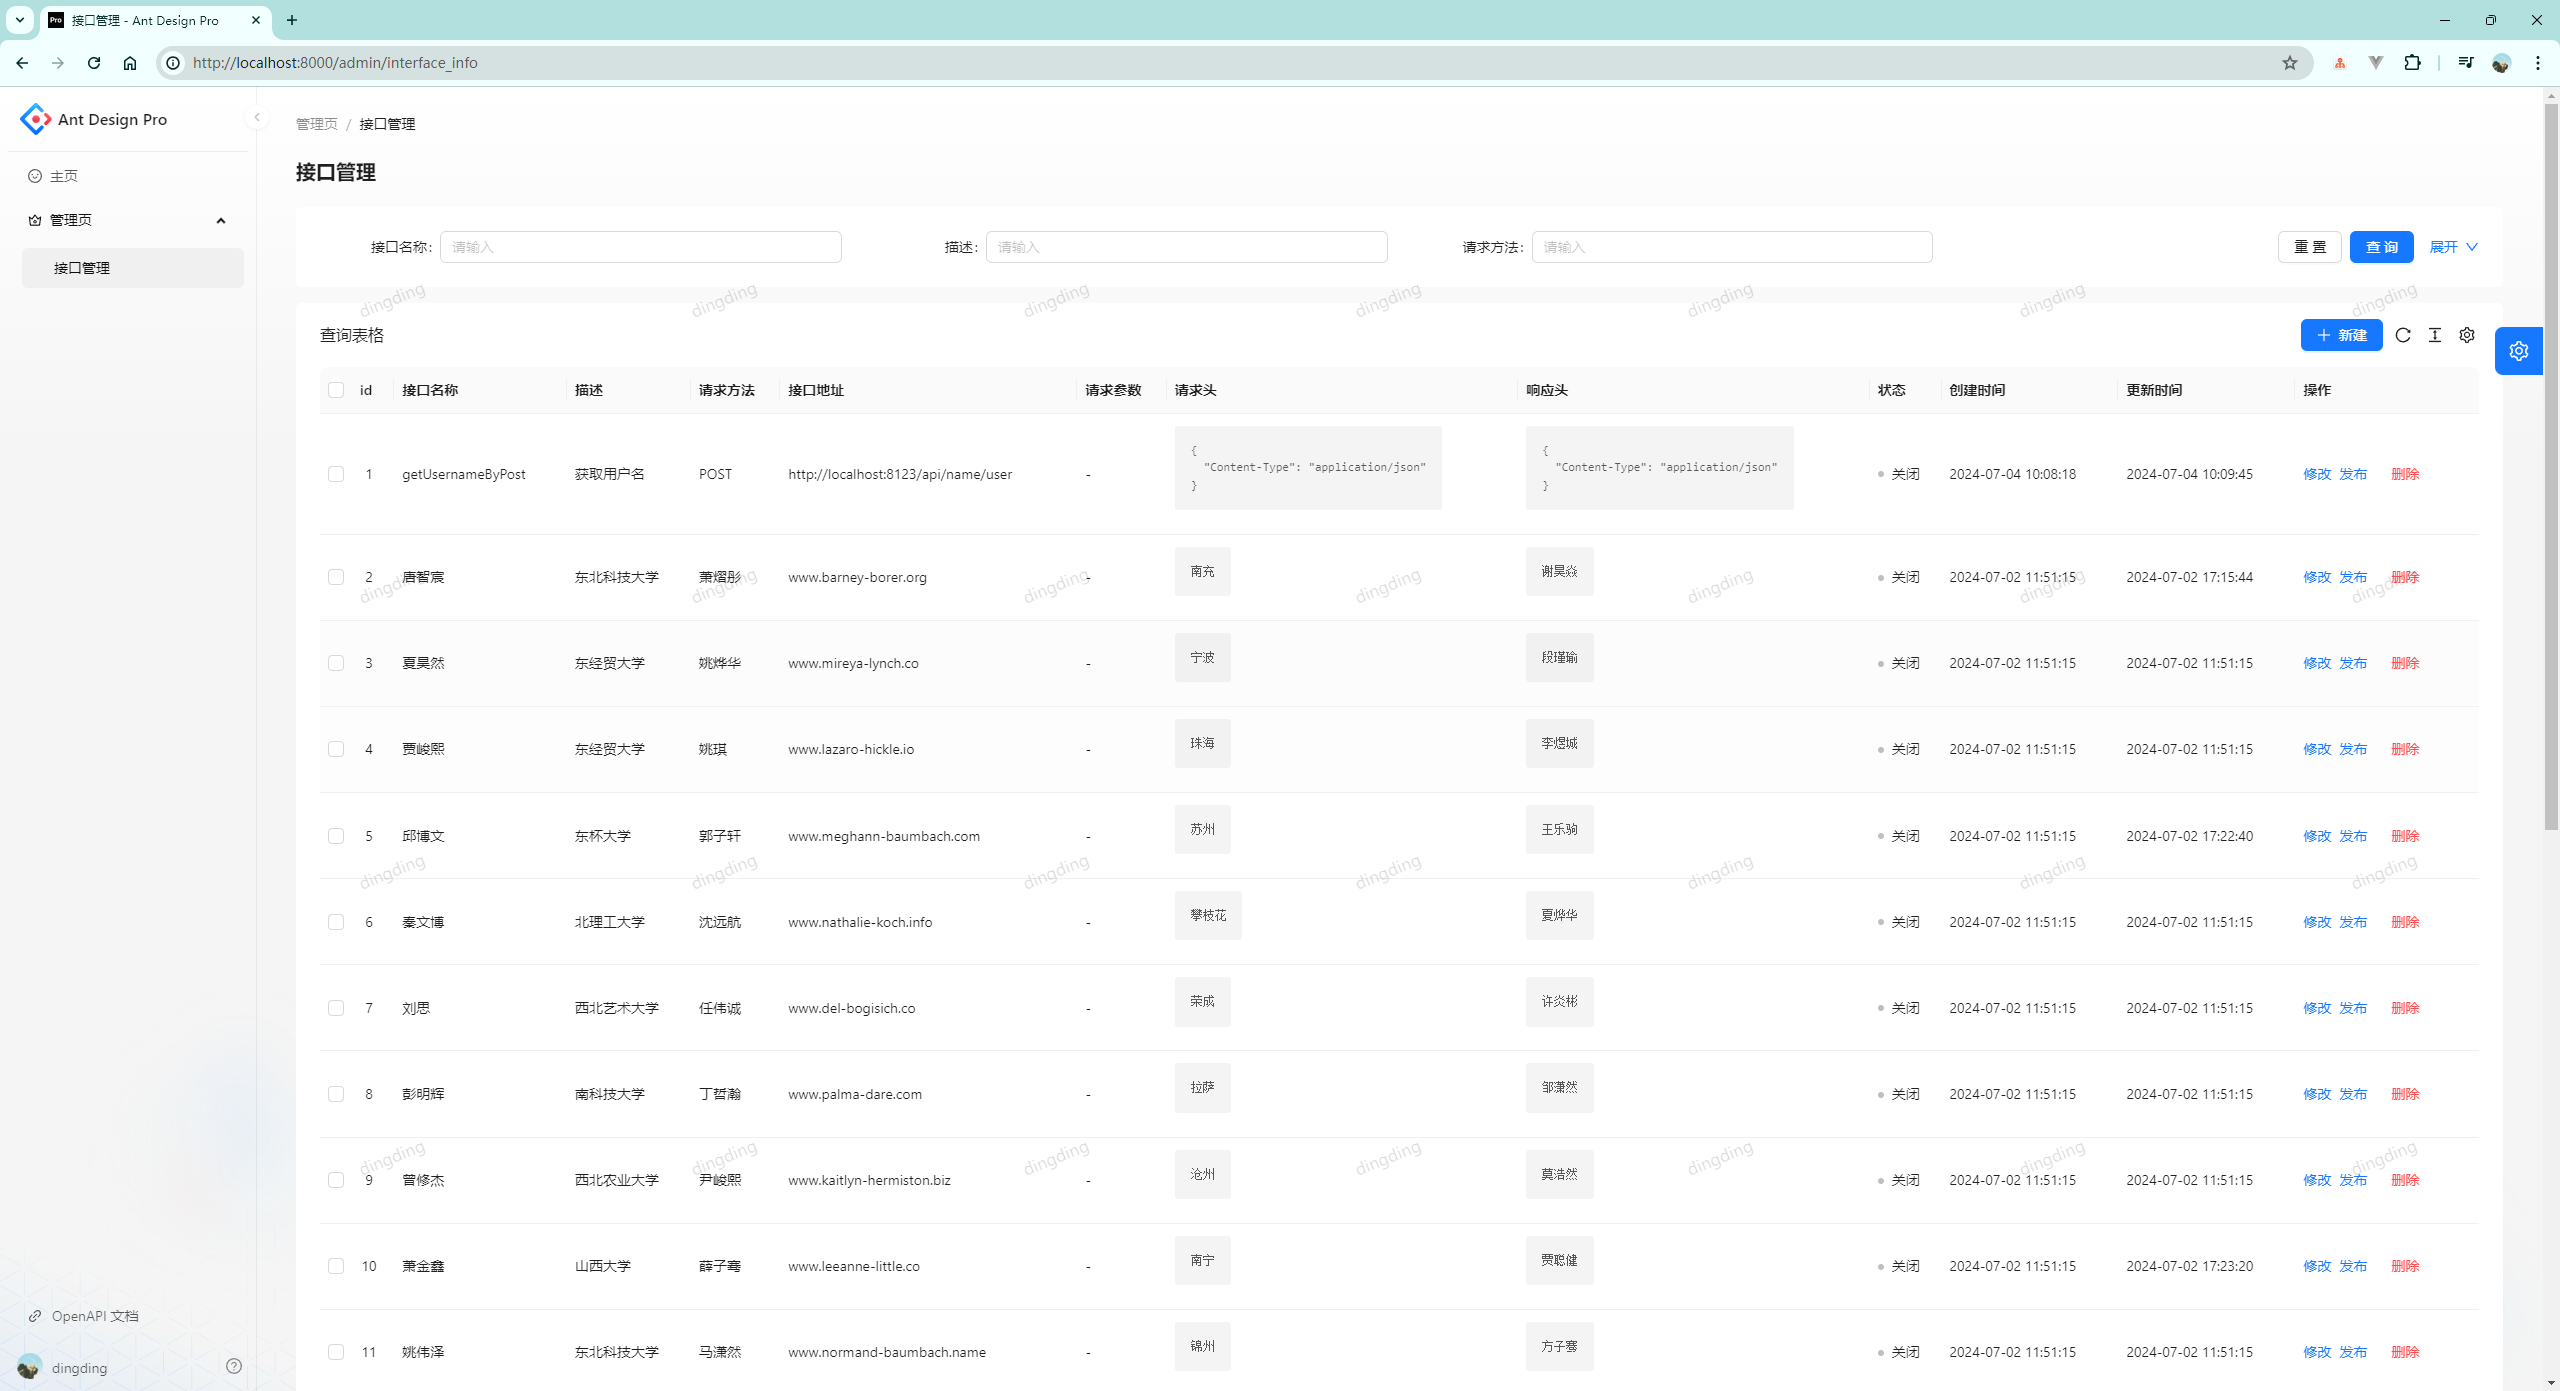 接口管理 - Ant Design Pro
http://localhost:8000/admin/interface_info
Ant Design Pro
主页
管理页
接口管理
OpenAPI 文档
dingding
管理页 / 接口管理
接口管理
接口名称: 请输入 描述: 请输入 请求方法: 请输入 重 置 查 询 展开
查询表格 新建
id 接口名称 描述 请求方法 接口地址 请求参数 请求头 响应头 状态 创建时间 更新时间 操作
1 getUsernameByPost 获取用户名 POST http://localhost:8123/api/name/user - { "Content-Type": "application/json" } { "Content-Type": "application/json" } 关闭 2024-07-04 10:08:18 2024-07-04 10:09:45 修改 发布 删除
2 唐智宸 东北科技大学 萧熠彤 www.barney-borer.org - 南充 谢昊焱 关闭 2024-07-02 11:51:15 2024-07-02 17:15:44 修改 发布 删除
3 夏昊然 东经贸大学 姚烨华 www.mireya-lynch.co - 宁波 段瑾瑜 关闭 2024-07-02 11:51:15 2024-07-02 11:51:15 修改 发布 删除
4 贾峻熙 东经贸大学 姚琪 www.lazaro-hickle.io - 珠海 李煜城 关闭 2024-07-02 11:51:15 2024-07-02 11:51:15 修改 发布 删除
5 邱博文 东杯大学 郭子轩 www.meghann-baumbach.com - 苏州 王乐驹 关闭 2024-07-02 11:51:15 2024-07-02 17:22:40 修改 发布 删除
6 秦文博 北理工大学 沈远航 www.nathalie-koch.info - 攀枝花 夏烨华 关闭 2024-07-02 11:51:15 2024-07-02 11:51:15 修改 发布 删除
7 刘思 西北艺术大学 任伟诚 www.del-bogisich.co - 荣成 许炎彬 关闭 2024-07-02 11:51:15 2024-07-02 11:51:15 修改 发布 删除
8 彭明辉 南科技大学 丁哲瀚 www.palma-dare.com - 拉萨 邹潇然 关闭 2024-07-02 11:51:15 2024-07-02 11:51:15 修改 发布 删除
9 曾修杰 西北农业大学 尹峻熙 www.kaitlyn-hermiston.biz - 沧州 莫浩然 关闭 2024-07-02 11:51:15 2024-07-02 11:51:15 修改 发布 删除
10 萧金鑫 山西大学 薛子骞 www.leeanne-little.co - 南宁 贾聪健 关闭 2024-07-02 11:51:15 2024-07-02 17:23:20 修改 发布 删除
11 姚伟泽 东北科技大学 马潇然 www.normand-baumbach.name - 锦州 方子骞 关闭 2024-07-02 11:51:15 2024-07-02 11:51:15 修改 发布 删除
dingding dingding dingding dingding dingding dingding dingding
dingding dingding dingding dingding dingding dingding dingding
dingding dingding dingding dingding dingding dingding dingding
dingding dingding dingding dingding dingding dingding dingding